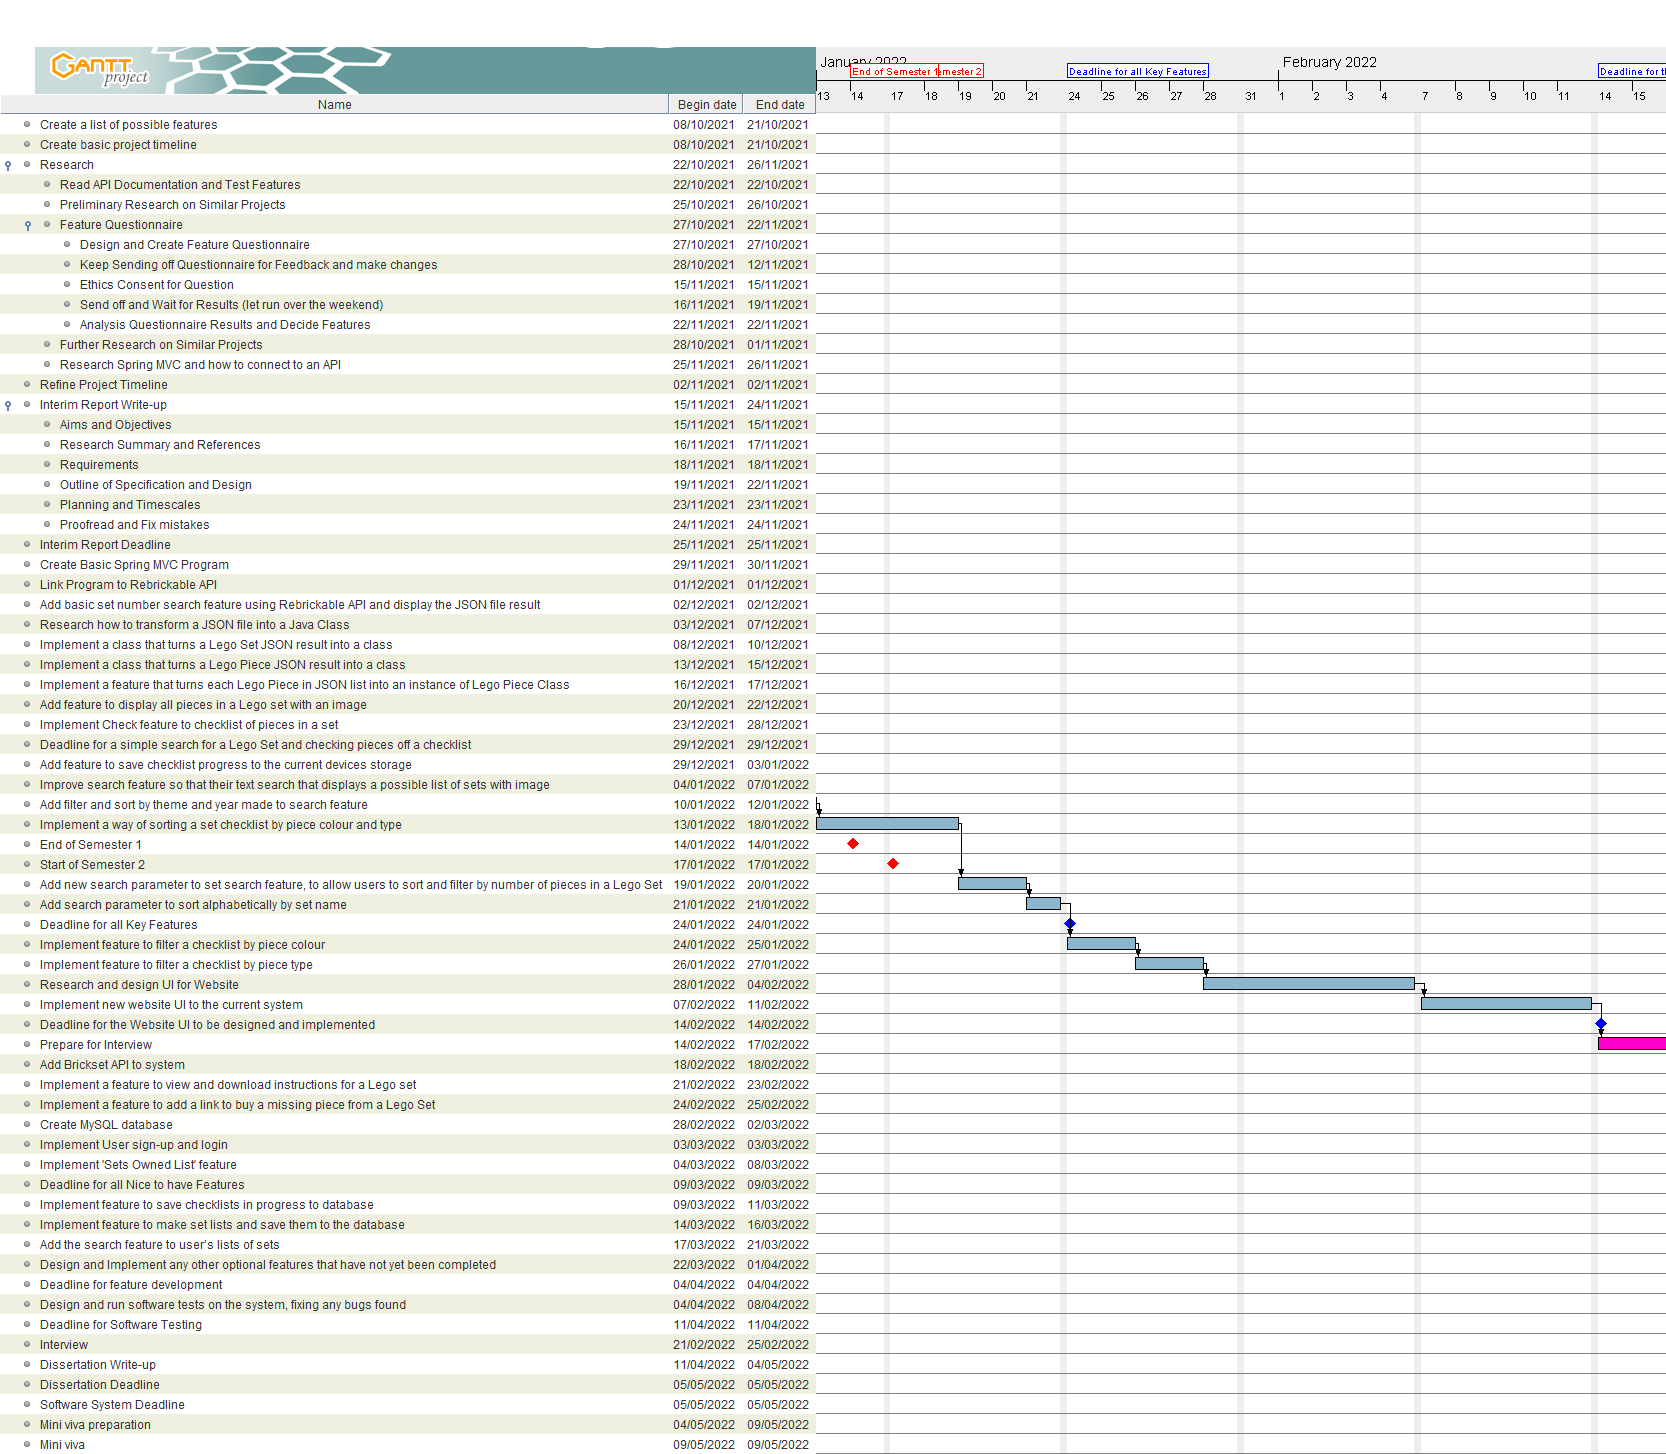 GANTT project
January 2022
February 2022
End of Semester 1
emester 2
Deadline for all Key Features
Deadline for t
13 14 17 18 19 20 21 24 25 26 27 28 31 1 2 3 4 7 8 9 10 11 14 15
Name Begin date End date
Create a list of possible features 08/10/2021 21/10/2021
Create basic project timeline 08/10/2021 21/10/2021
Research 22/10/2021 26/11/2021
Read API Documentation and Test Features 22/10/2021 22/10/2021
Preliminary Research on Similar Projects 25/10/2021 26/10/2021
Feature Questionnaire 27/10/2021 22/11/2021
Design and Create Feature Questionnaire 27/10/2021 27/10/2021
Keep Sending off Questionnaire for Feedback and make changes 28/10/2021 12/11/2021
Ethics Consent for Question 15/11/2021 15/11/2021
Send off and Wait for Results (let run over the weekend) 16/11/2021 19/11/2021
Analysis Questionnaire Results and Decide Features 22/11/2021 22/11/2021
Further Research on Similar Projects 28/10/2021 01/11/2021
Research Spring MVC and how to connect to an API 25/11/2021 26/11/2021
Refine Project Timeline 02/11/2021 02/11/2021
Interim Report Write-up 15/11/2021 24/11/2021
Aims and Objectives 15/11/2021 15/11/2021
Research Summary and References 16/11/2021 17/11/2021
Requirements 18/11/2021 18/11/2021
Outline of Specification and Design 19/11/2021 22/11/2021
Planning and Timescales 23/11/2021 23/11/2021
Proofread and Fix mistakes 24/11/2021 24/11/2021
Interim Report Deadline 25/11/2021 25/11/2021
Create Basic Spring MVC Program 29/11/2021 30/11/2021
Link Program to Rebrickable API 01/12/2021 01/12/2021
Add basic set number search feature using Rebrickable API and display the JSON file result 02/12/2021 02/12/2021
Research how to transform a JSON file into a Java Class 03/12/2021 07/12/2021
Implement a class that turns a Lego Set JSON result into a class 08/12/2021 10/12/2021
Implement a class that turns a Lego Piece JSON result into a class 13/12/2021 15/12/2021
Implement a feature that turns each Lego Piece in JSON list into an instance of Lego Piece Class 16/12/2021 17/12/2021
Add feature to display all pieces in a Lego set with an image 20/12/2021 22/12/2021
Implement Check feature to checklist of pieces in a set 23/12/2021 28/12/2021
Deadline for a simple search for a Lego Set and checking pieces off a checklist 29/12/2021 29/12/2021
Add feature to save checklist progress to the current devices storage 29/12/2021 03/01/2022
Improve search feature so that their text search that displays a possible list of sets with image 04/01/2022 07/01/2022
Add filter and sort by theme and year made to search feature 10/01/2022 12/01/2022
Implement a way of sorting a set checklist by piece colour and type 13/01/2022 18/01/2022
End of Semester 1 14/01/2022 14/01/2022
Start of Semester 2 17/01/2022 17/01/2022
Add new search parameter to set search feature, to allow users to sort and filter by number of pieces in a Lego Set 19/01/2022 20/01/2022
Add search parameter to sort alphabetically by set name 21/01/2022 21/01/2022
Deadline for all Key Features 24/01/2022 24/01/2022
Implement feature to filter a checklist by piece colour 24/01/2022 25/01/2022
Implement feature to filter a checklist by piece type 26/01/2022 27/01/2022
Research and design UI for Website 28/01/2022 04/02/2022
Implement new website UI to the current system 07/02/2022 11/02/2022
Deadline for the Website UI to be designed and implemented 14/02/2022 14/02/2022
Prepare for Interview 14/02/2022 17/02/2022
Add Brickset API to system 18/02/2022 18/02/2022
Implement a feature to view and download instructions for a Lego set 21/02/2022 23/02/2022
Implement a feature to add a link to buy a missing piece from a Lego Set 24/02/2022 25/02/2022
Create MySQL database 28/02/2022 02/03/2022
Implement User sign-up and login 03/03/2022 03/03/2022
Implement 'Sets Owned List' feature 04/03/2022 08/03/2022
Deadline for all Nice to have Features 09/03/2022 09/03/2022
Implement feature to save checklists in progress to database 09/03/2022 11/03/2022
Implement feature to make set lists and save them to the database 14/03/2022 16/03/2022
Add the search feature to user's lists of sets 17/03/2022 21/03/2022
Design and Implement any other optional features that have not yet been completed 22/03/2022 01/04/2022
Deadline for feature development 04/04/2022 04/04/2022
Design and run software tests on the system, fixing any bugs found 04/04/2022 08/04/2022
Deadline for Software Testing 11/04/2022 11/04/2022
Interview 21/02/2022 25/02/2022
Dissertation Write-up 11/04/2022 04/05/2022
Dissertation Deadline 05/05/2022 05/05/2022
Software System Deadline 05/05/2022 05/05/2022
Mini viva preparation 04/05/2022 09/05/2022
Mini viva 09/05/2022 09/05/2022